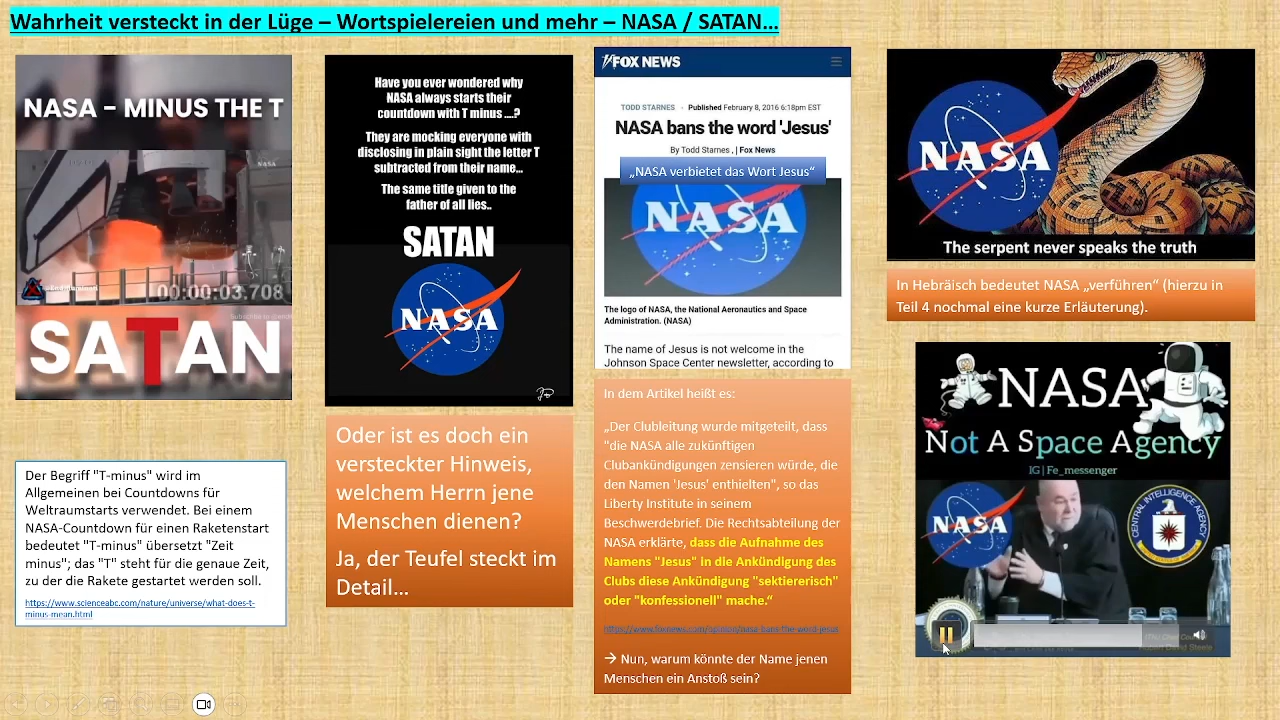 Wahrheit versteckt in der Lüge – Wortspielereien und mehr – NASA / SATAN...
NASA – MINUS THE T
NASA
00:00:03.708
SATAN
Der Begriff "T-minus" wird im
Allgemeinen bei Countdowns für
Weltraumstarts verwendet. Bei einem
NASA-Countdown für einen Raketenstart
bedeutet "T-minus" übersetzt "Zeit
minus"; das "T" steht für die genaue Zeit,
zu der die Rakete gestartet werden soll.
https://www.scienceabc.com/nature/universe/what-does-t-
minus-mean.html
Have you ever wondered why
NASA always starts their
countdown with T minus ....?
They are mocking everyone with
disclosing in plain sight the letter T
subtracted from their name...
The same title given to the
father of all lies..
SATAN
NASA
Oder ist es doch ein
versteckter Hinweis,
welchem Herrn jene
Menschen dienen?
Ja, der Teufel steckt im
Detail...
FOX NEWS
TODD STARNES · Published February 8, 2016 6:18pm EST
NASA bans the word 'Jesus'
By Todd Starnes , | Fox News
„NASA verbietet das Wort Jesus“
NASA
The logo of NASA, the National Aeronautics and Space
Administration. (NASA)
The name of Jesus is not welcome in the
Johnson Space Center newsletter, according to
In dem Artikel heißt es:
„Der Clubleitung wurde mitgeteilt, dass
"die NASA alle zukünftigen
Clubankündigungen zensieren würde, die
den Namen 'Jesus' enthielten", so das
Liberty Institute in seinem
Beschwerdebrief. Die Rechtsabteilung der
NASA erklärte, dass die Aufnahme des
Namens "Jesus" in die Ankündigung des
Clubs diese Ankündigung "sektiererisch"
oder "konfessionell" mache.“
https://www.foxnews.com/opinion/nasa-bans-the-word-jesus
→ Nun, warum könnte der Name jenen
Menschen ein Anstoß sein?
NASA
The serpent never speaks the truth
In Hebräisch bedeutet NASA „verführen“ (hierzu in
Teil 4 nochmal eine kurze Erläuterung).
NASA
Not A Space Agency
IG | Fe_messenger
NASA
CENTRAL INTELLIGENCE AGENCY
Robert David Steele